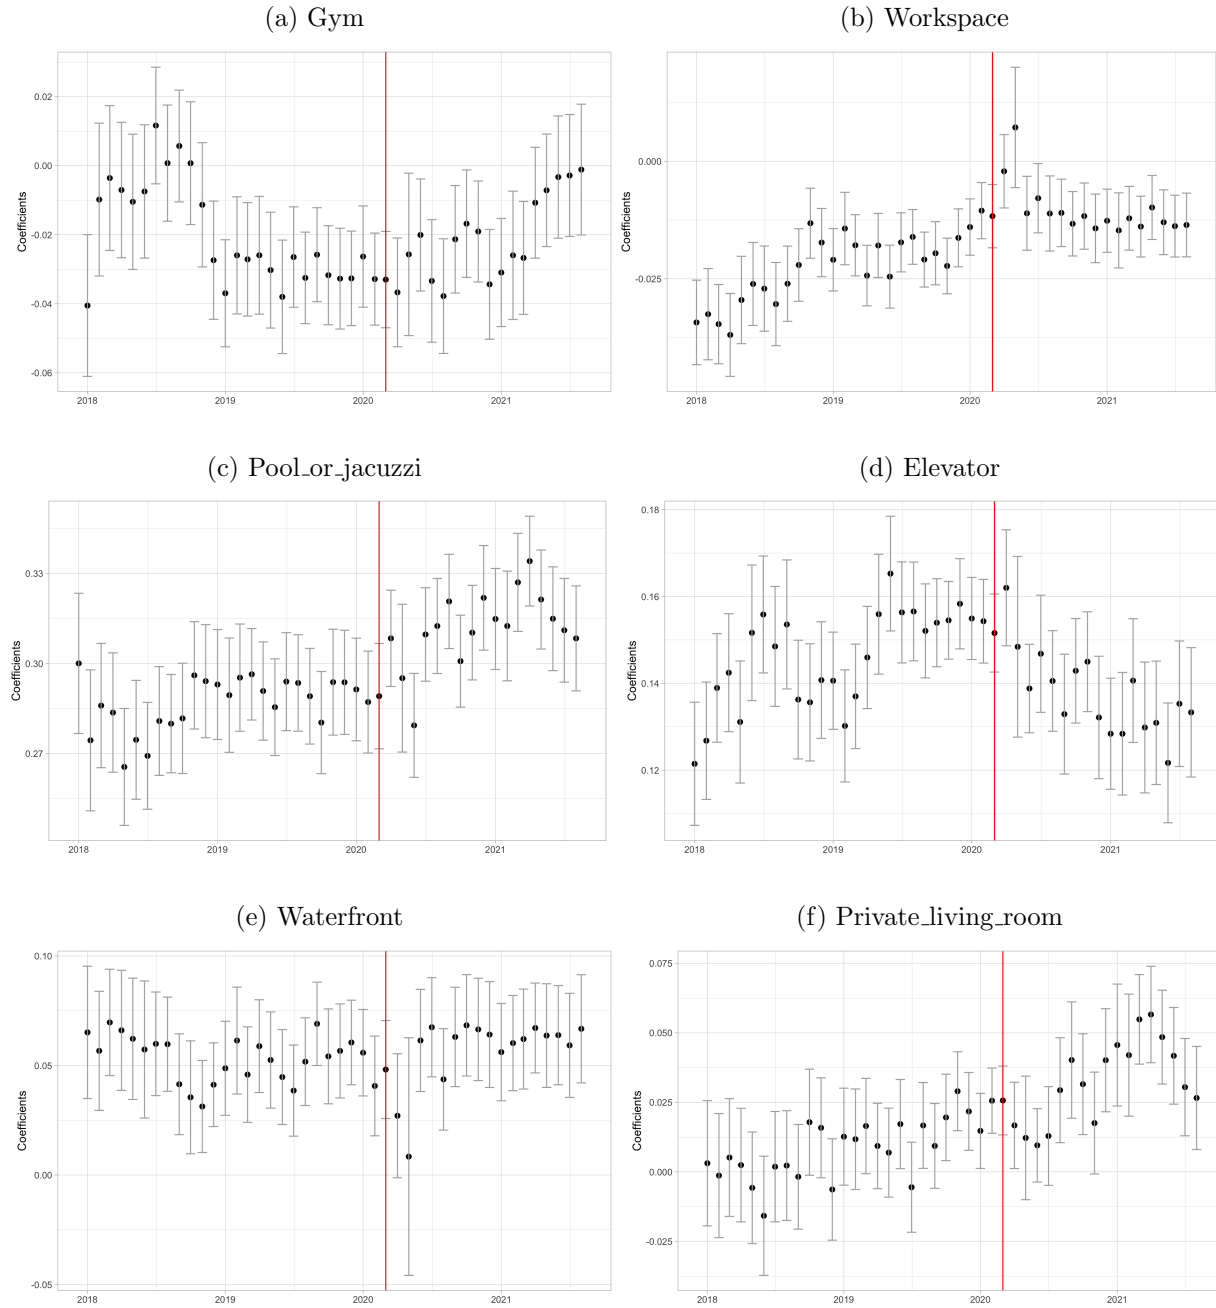 (a) Gym
Coefficients
0.02
0.00
-0.02
-0.04
-0.06
2018 2019 2020 2021
(b) Workspace
Coefficients
0.000
-0.025
2018 2019 2020 2021
(c) Pool_or_jacuzzi
Coefficients
0.33
0.30
0.27
2018 2019 2020 2021
(d) Elevator
0.18
0.16
0.14
0.12
2018 2019 2020 2021
(e) Waterfront
Coefficients
0.10
0.05
0.00
-0.05
2018 2019 2020 2021
(f) Private_living_room
Coefficients
0.075
0.050
0.025
0.000
-0.025
2018 2019 2020 2021